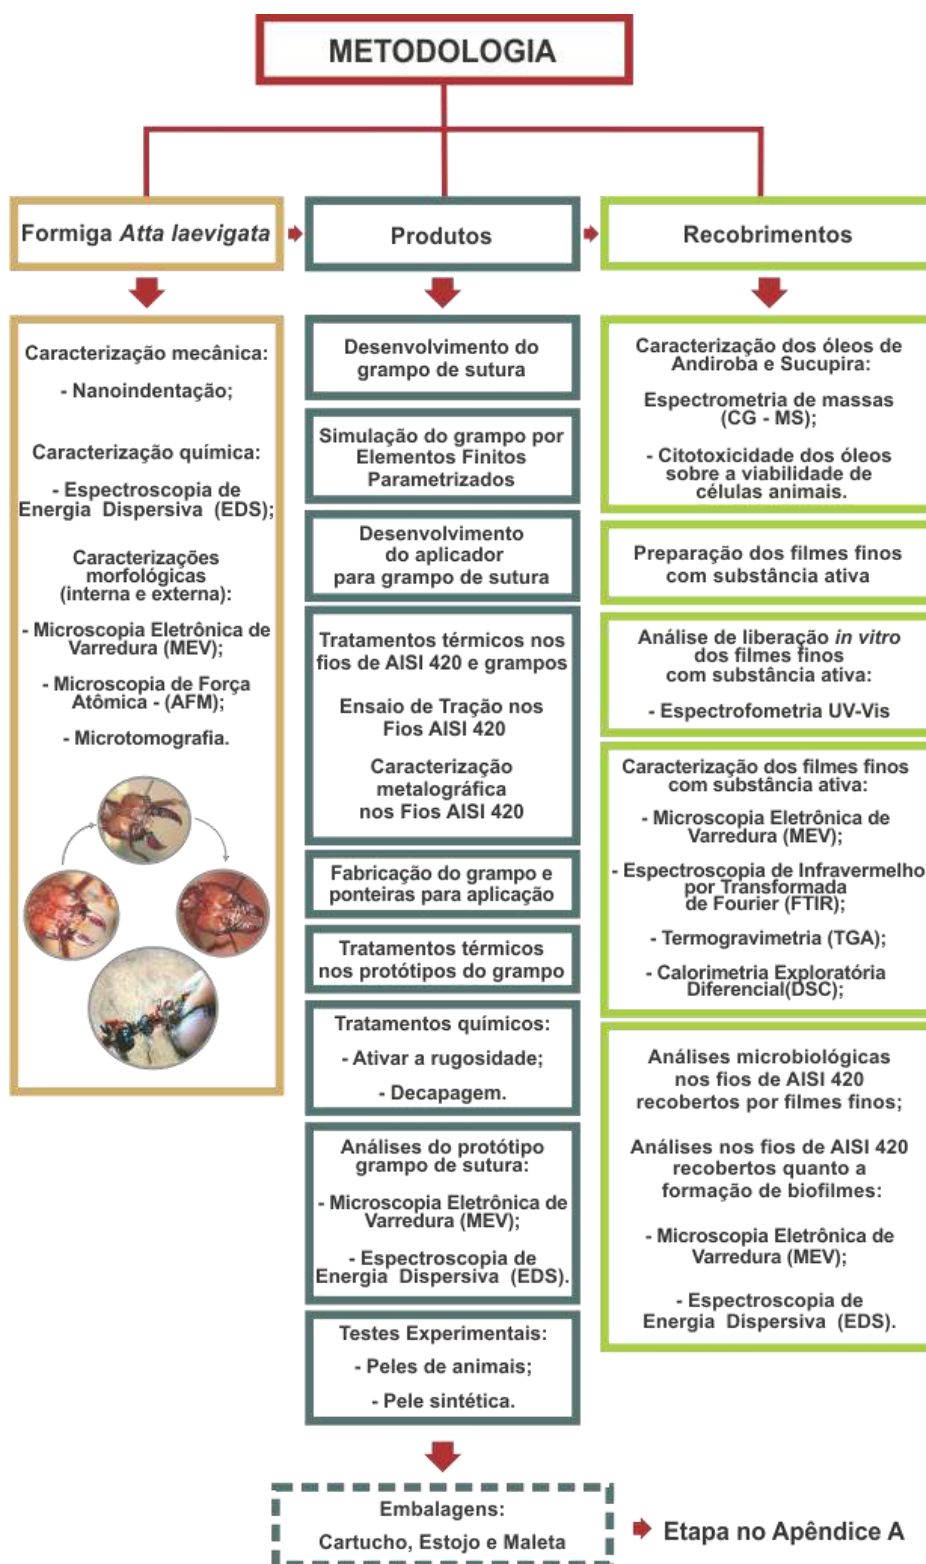 METODOLOGIA
Formiga Atta laevigata
Produtos
Recobrimentos
Caracterização mecânica:
- Nanoindentação;
Caracterização química:
- Espectroscopia de
Energia Dispersiva (EDS);
Caracterizações
morfológicas
(interna e externa):
- Microscopia Eletrônica de
Varredura (MEV);
- Microscopia de Força
Atômica - (AFM);
- Microtomografia.
Desenvolvimento do
grampo de sutura
Simulação do grampo por
Elementos Finitos
Parametrizados
Desenvolvimento
do aplicador
para grampo de sutura
Tratamentos térmicos nos
fios de AISI 420 e grampos
Ensaio de Tração nos
Fios AISI 420
Caracterização
metalográfica
nos Fios AISI 420
Fabricação do grampo e
ponteiras para aplicação
Tratamentos térmicos
nos protótipos do grampo
Tratamentos químicos:
- Ativar a rugosidade;
- Decapagem.
Análises do protótipo
grampo de sutura:
- Microscopia Eletrônica de
Varredura (MEV);
- Espectroscopia de
Energia Dispersiva (EDS).
Testes Experimentais:
- Peles de animais;
- Pele sintética.
Embalagens:
Cartucho, Estojo e Maleta
Etapa no Apêndice A
Caracterização dos óleos de
Andiroba e Sucupira:
Espectrometria de massas
(CG - MS);
- Citotoxicidade dos óleos
sobre a viabilidade de
células animais.
Preparação dos filmes finos
com substância ativa
Análise de liberação in vitro
dos filmes finos
com substância ativa:
- Espectrofometria UV-Vis
Caracterização dos filmes finos
com substância ativa:
- Microscopia Eletrônica de
Varredura (MEV);
- Espectroscopia de Infravermelho
por Transformada
de Fourier (FTIR);
- Termogravimetria (TGA);
- Calorimetria Exploratória
Diferencial(DSC);
Análises microbiológicas
nos fios de AISI 420
recobertos por filmes finos;
Análises nos fios de AISI 420
recobertos quanto a
formação de biofilmes:
- Microscopia Eletrônica de
Varredura (MEV);
- Espectroscopia de
Energia Dispersiva (EDS).